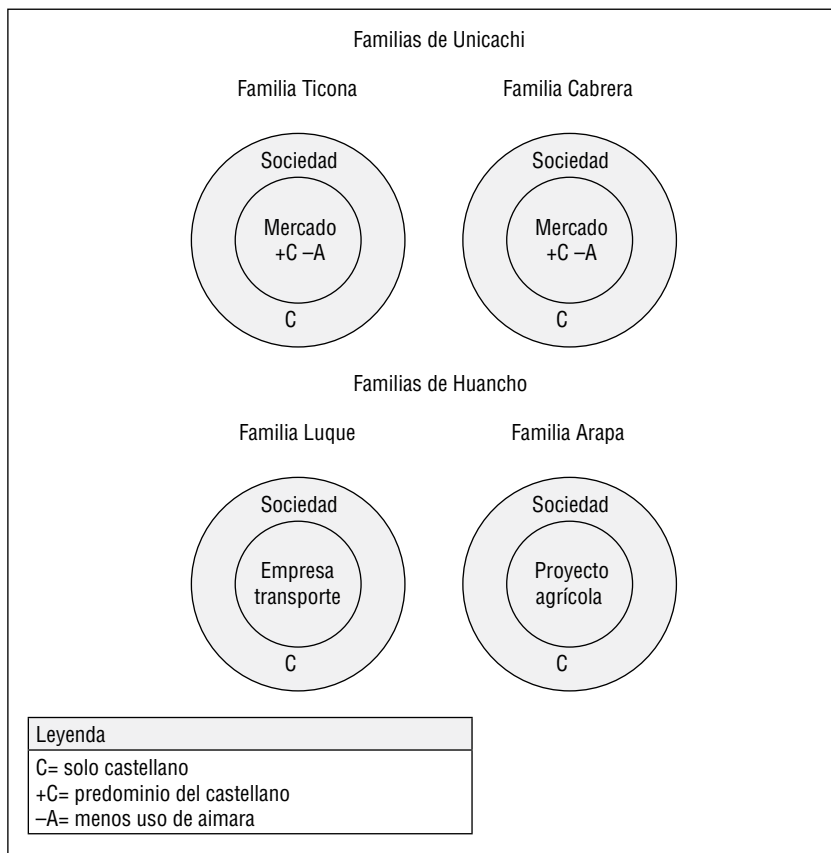 Familias de Unicachi
Familia Ticona
Familia Cabrera
Sociedad
Mercado
+C –A
C
Sociedad
Mercado
+C –A
C
Familias de Huancho
Familia Luque
Familia Arapa
Sociedad
Empresa
transporte
C
Sociedad
Proyecto
agrícola
C
Leyenda
C= solo castellano
+C= predominio del castellano
–A= menos uso de aimara